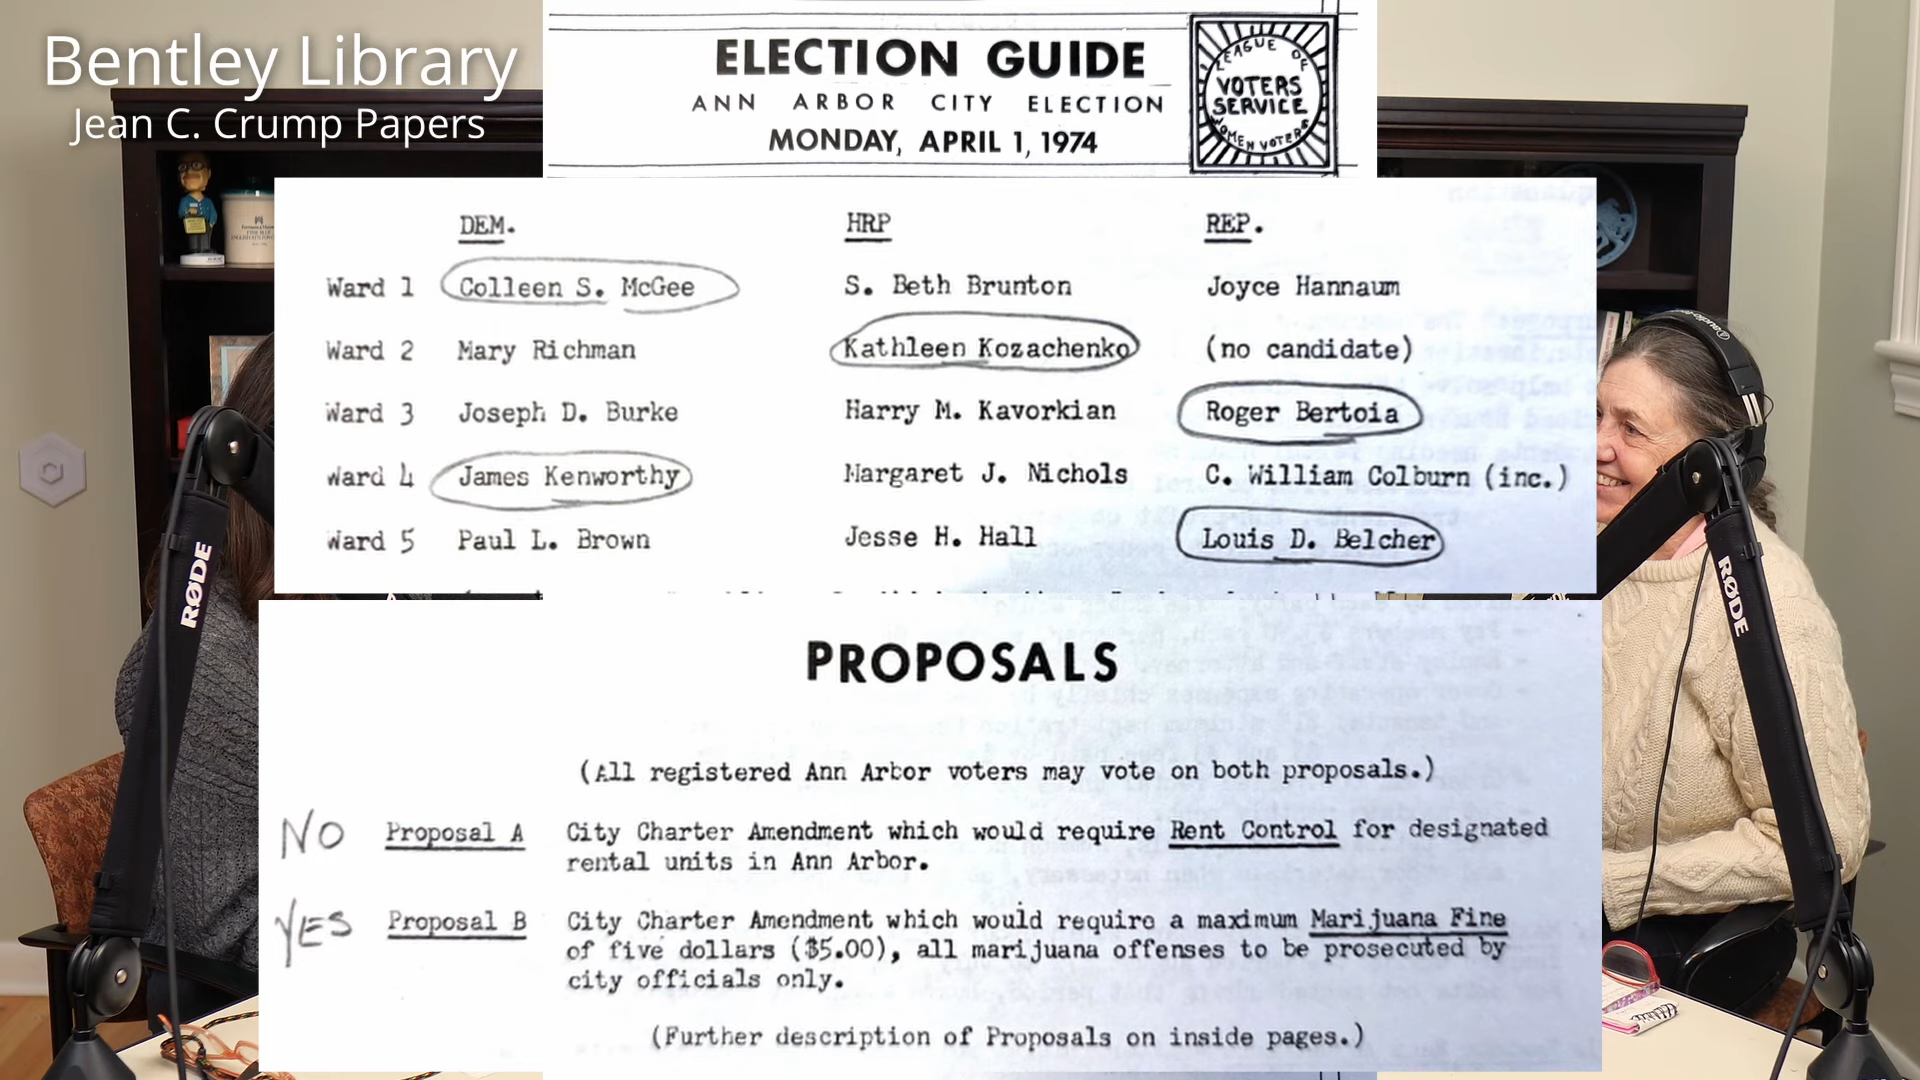 Bentley Library
Jean C. Crump Papers
ELECTION GUIDE
ANN ARBOR CITY ELECTION
MONDAY, APRIL 1, 1974
LEAGUE OF
VOTERS
SERVICE
WOMEN VOTERS
DEM. HRP REP.
Ward 1 Colleen S. McGee S. Beth Brunton Joyce Hannaum
Ward 2 Mary Richman Kathleen Kozachenko (no candidate)
Ward 3 Joseph D. Burke Harry M. Kavorkian Roger Bertoia
Ward 4 James Kenworthy Margaret J. Nichols C. William Colburn (inc.)
Ward 5 Paul L. Brown Jesse H. Hall Louis D. Belcher
PROPOSALS
(All registered Ann Arbor voters may vote on both proposals.)
NO Proposal A City Charter Amendment which would require Rent Control for designated
rental units in Ann Arbor.
YES Proposal B City Charter Amendment which would require a maximum Marijuana Fine
of five dollars ($5.00), all marijuana offenses to be prosecuted by
city officials only.
(Further description of Proposals on inside pages.)
RØDE
RØDE